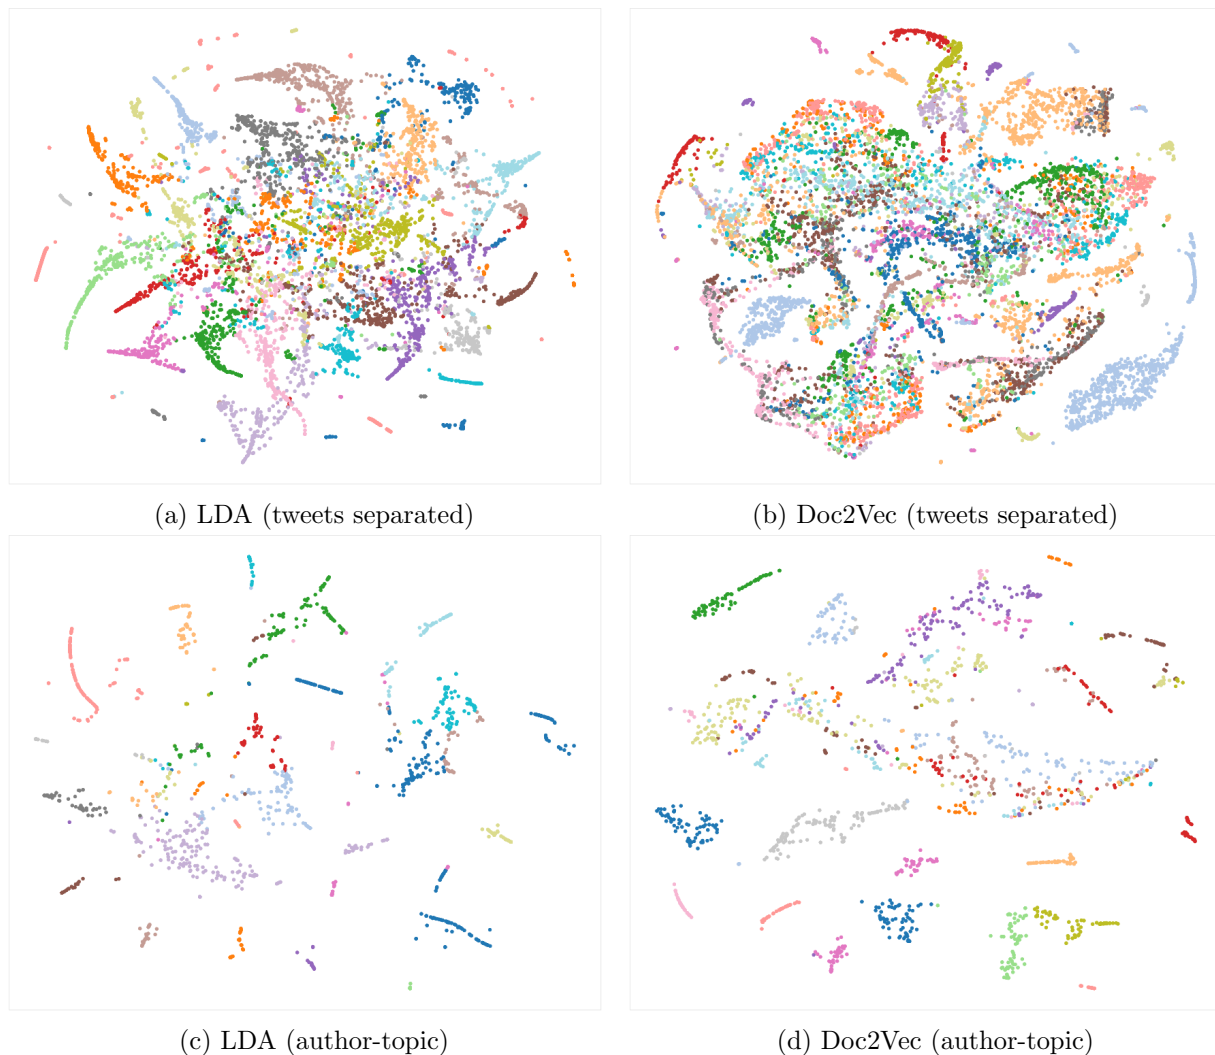 (a) LDA (tweets separated)
(b) Doc2Vec (tweets separated)
(c) LDA (author-topic)
(d) Doc2Vec (author-topic)